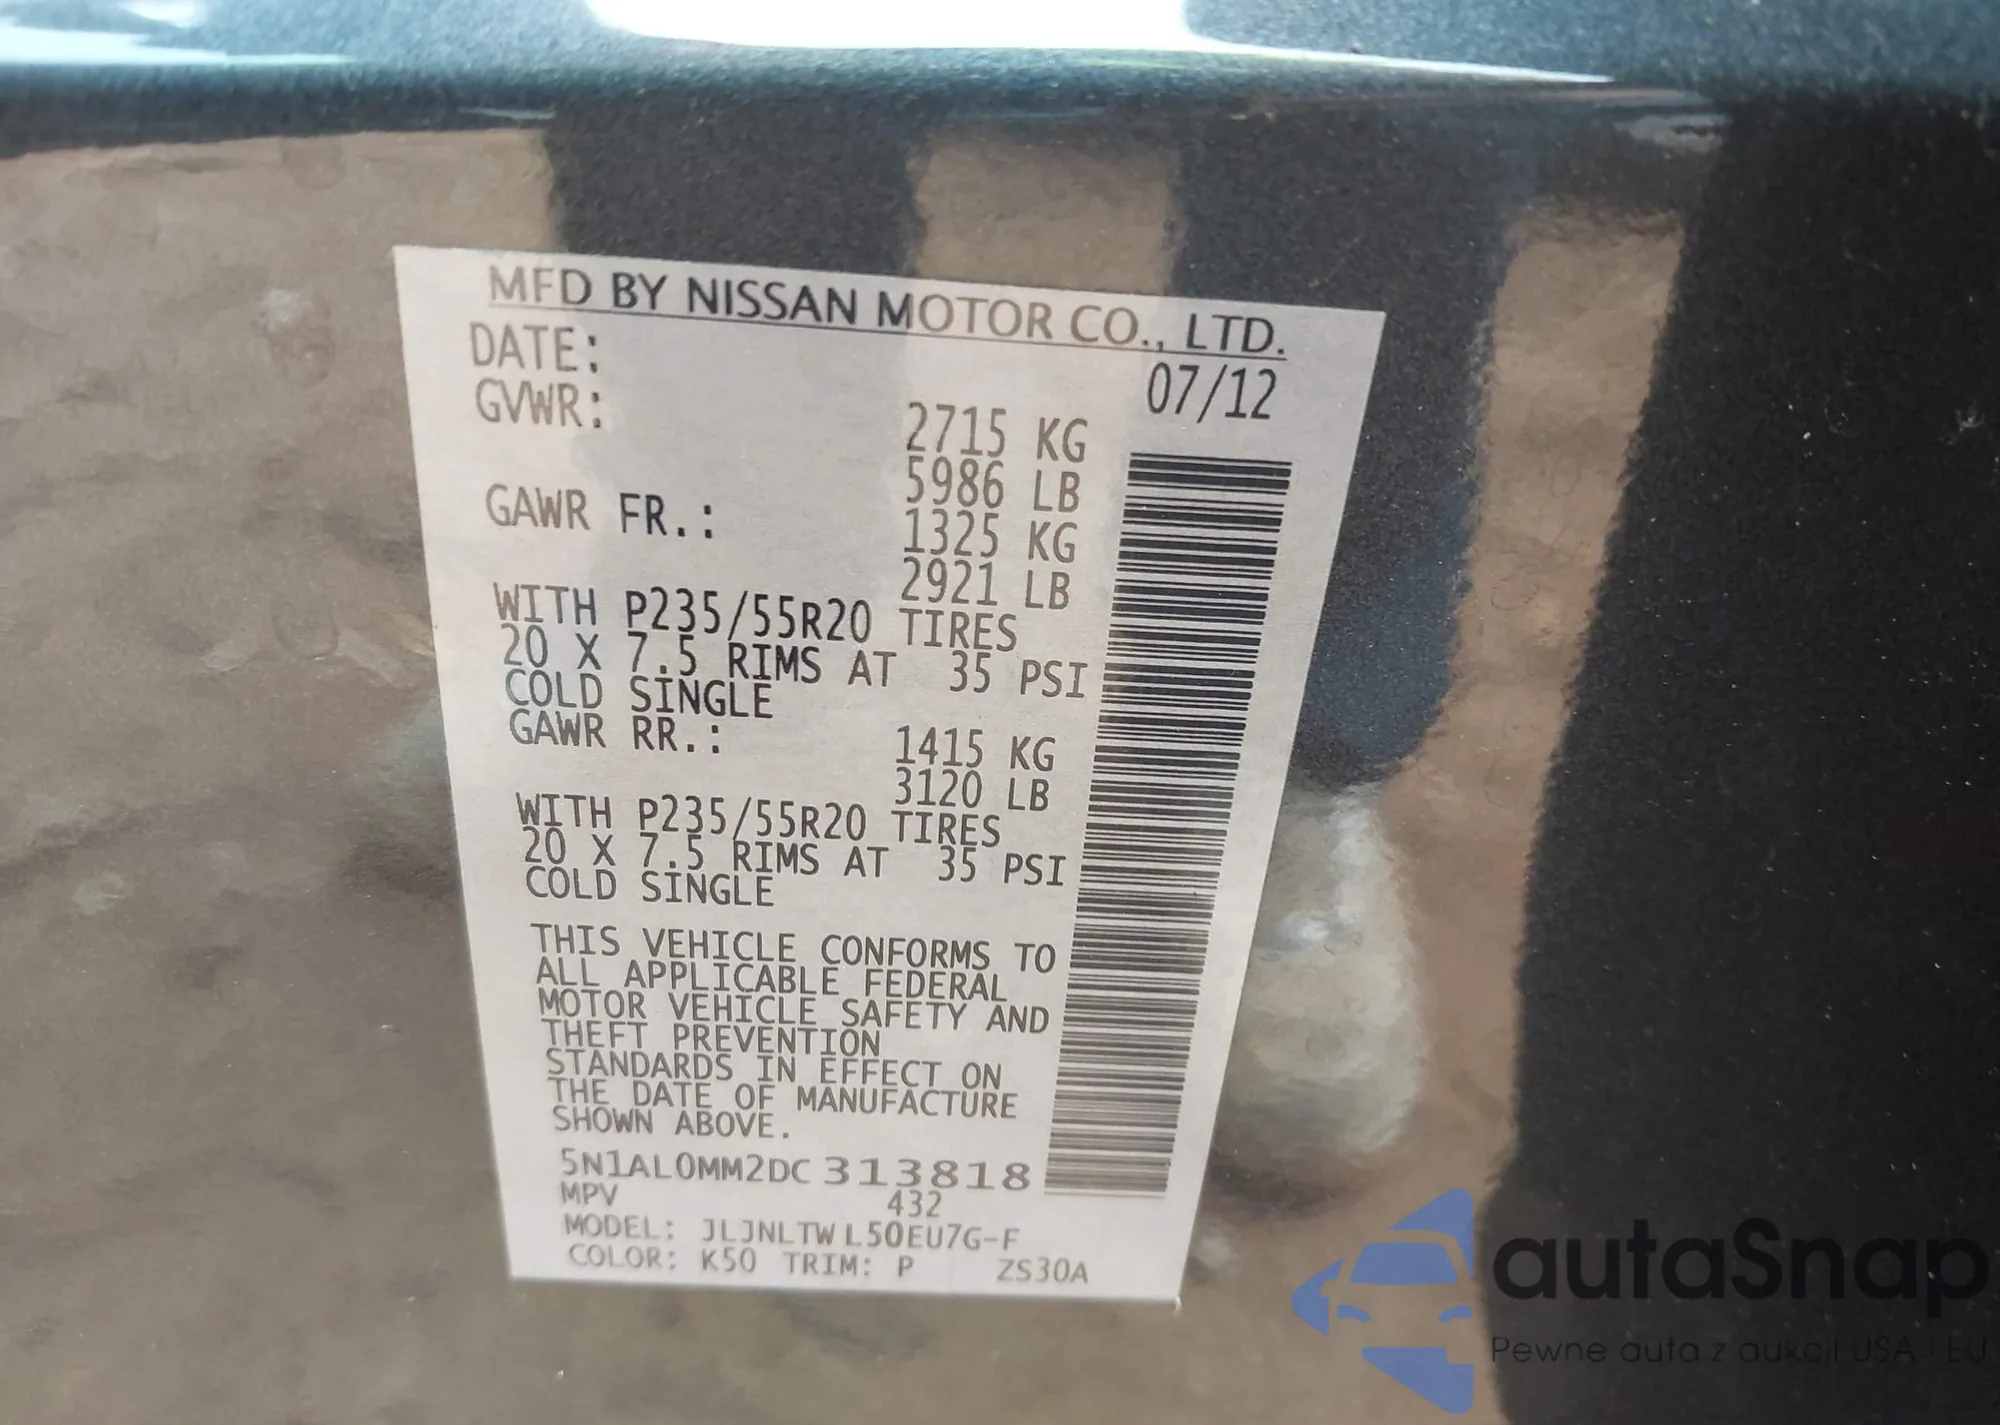 MFD BY NISSAN MOTOR CO., LTD.
DATE: 07/12
GVWR: 2715 KG
5986 LB
GAWR FR.: 1325 KG
2921 LB
WITH P235/55R20 TIRES
20 X 7.5 RIMS AT 35 PSI
COLD SINGLE
GAWR RR.: 1415 KG
3120 LB
WITH P235/55R20 TIRES
20 X 7.5 RIMS AT 35 PSI
COLD SINGLE
THIS VEHICLE CONFORMS TO
ALL APPLICABLE FEDERAL
MOTOR VEHICLE SAFETY AND
THEFT PREVENTION
STANDARDS IN EFFECT ON
THE DATE OF MANUFACTURE
SHOWN ABOVE.
5N1AL0MM2DC313818
MPV 432
MODEL: JLJNLTW L50EU7G-F
COLOR: K50 TRIM: P ZS30A
autaSnap
Pewne auta z aukcji USA i EU